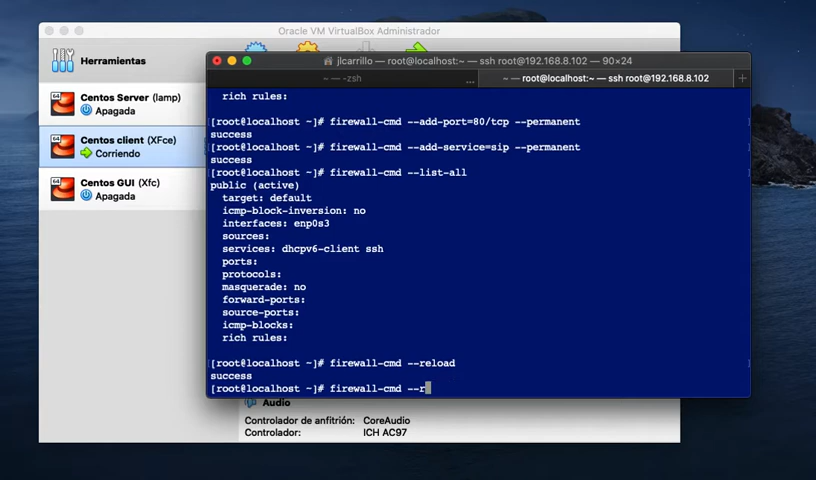 Oracle VM VirtualBox Administrador
Herramientas
Centos Server (lamp)
Apagada
Centos client (XFce)
Corriendo
Centos GUI (Xfc)
Apagada
jlcarrillo — root@localhost:~ — ssh root@192.168.8.102 — 90×24
~ — -zsh
...
~ — root@localhost:~ — ssh root@192.168.8.102
+
rich rules:
[root@localhost ~]# firewall-cmd --add-port=80/tcp --permanent
success
[root@localhost ~]# firewall-cmd --add-service=sip --permanent
success
[root@localhost ~]# firewall-cmd --list-all
public (active)
target: default
icmp-block-inversion: no
interfaces: enp0s3
sources:
services: dhcpv6-client ssh
ports:
protocols:
masquerade: no
forward-ports:
source-ports:
icmp-blocks:
rich rules:
[root@localhost ~]# firewall-cmd --reload
success
[root@localhost ~]# firewall-cmd --r
Audio
Controlador de anfitrión: CoreAudio
Controlador: ICH AC97